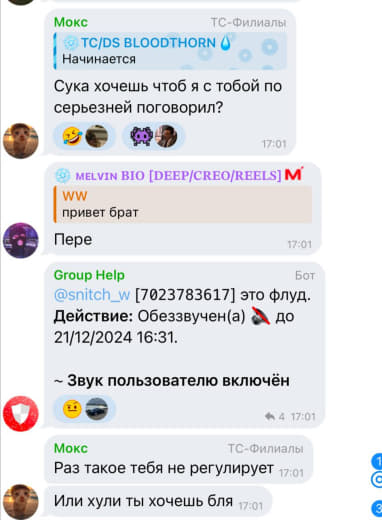 Мокс ТС-Филиалы
TC/DS BLOODTHORN
Начинается
Сука хочешь чтоб я с тобой по
серьезней поговорил?
17:01
MELVIN BIO [DEEP/CREO/REELS] M
WW
привет брат
Пере
17:01
Group Help Бот
@snitch_w [7023783617] это флуд.
Действие: Обеззвучен(а) до
21/12/2024 16:31.
~ Звук пользователю включён
4 17:01
Мокс ТС-Филиалы
Раз такое тебя не регулирует 17:01
Или хули ты хочешь бля 17:01